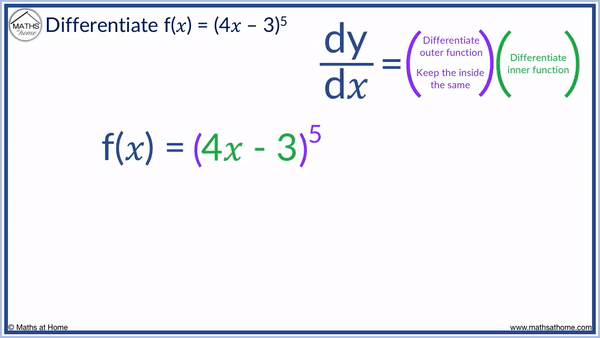 MATHS
at Home
Differentiate f(x) = (4x – 3)⁵
dy
dx
=
Differentiate
outer function
Keep the inside
the same
Differentiate
inner function
f(x) = (4x - 3)⁵
© Maths at Home
www.mathsathome.com